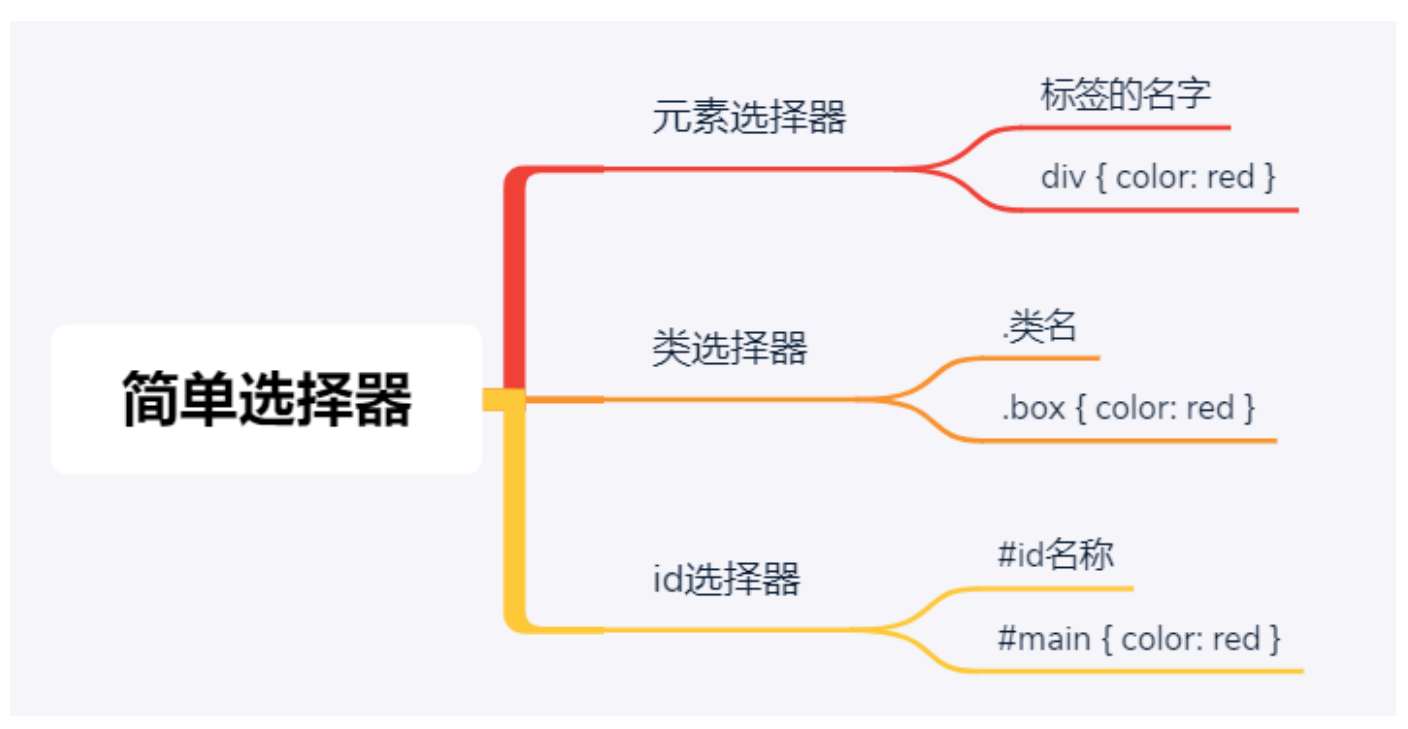 简单选择器
元素选择器
标签的名字
div { color: red }
类选择器
.类名
.box { color: red }
id选择器
#id名称
#main { color: red }